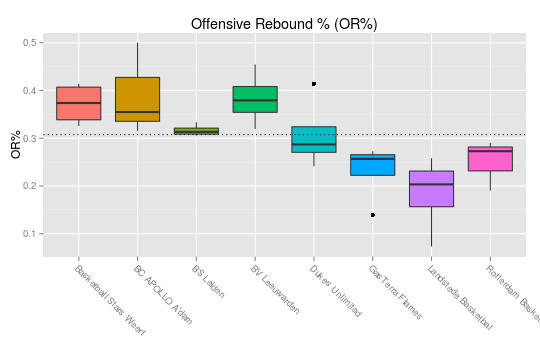 Offensive Rebound % (OR%)
OR%
0.5
0.4
0.3
0.2
0.1
Basketball Stars Weert
BC APOLLO A'dam
BS Leiden
BV Leeuwarden
Dukes Unlimited
GasTerra Flames
Landstede Basketbal
Rotterdam Basket